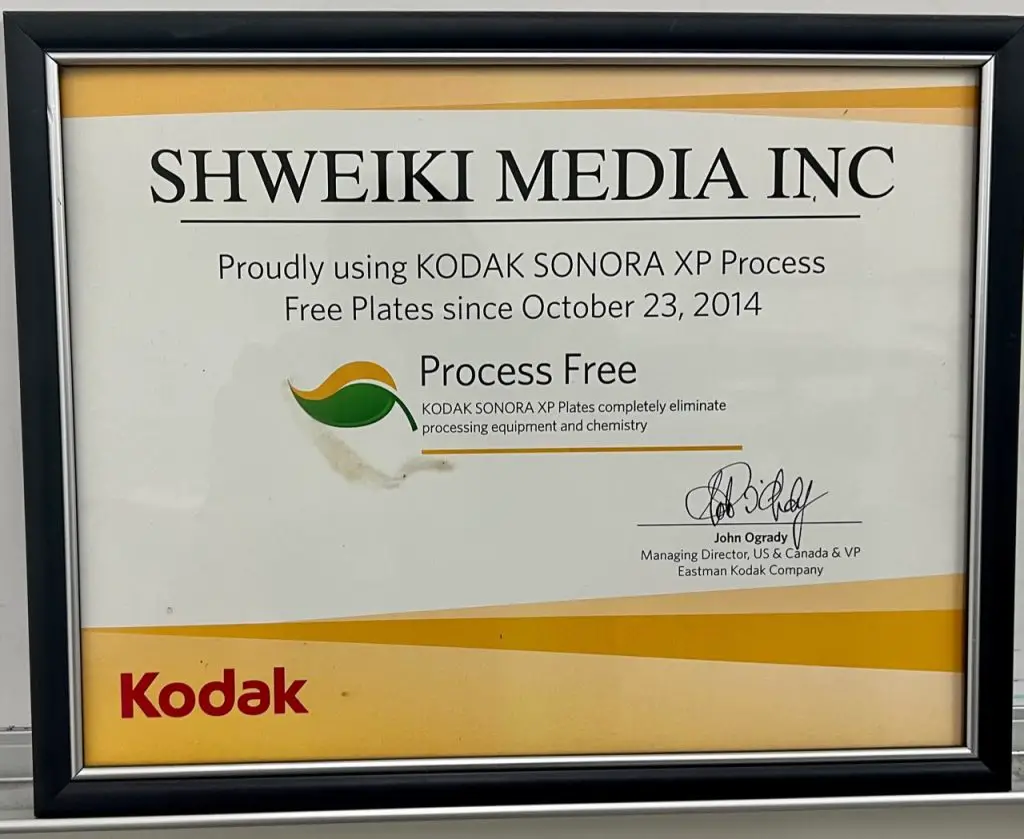 SHWEIKI MEDIA INC
Proudly using KODAK SONORA XP Process
Free Plates since October 23, 2014
Process Free
KODAK SONORA XP Plates completely eliminate
processing equipment and chemistry
John Ogrady
Managing Director, US & Canada & VP
Eastman Kodak Company
Kodak